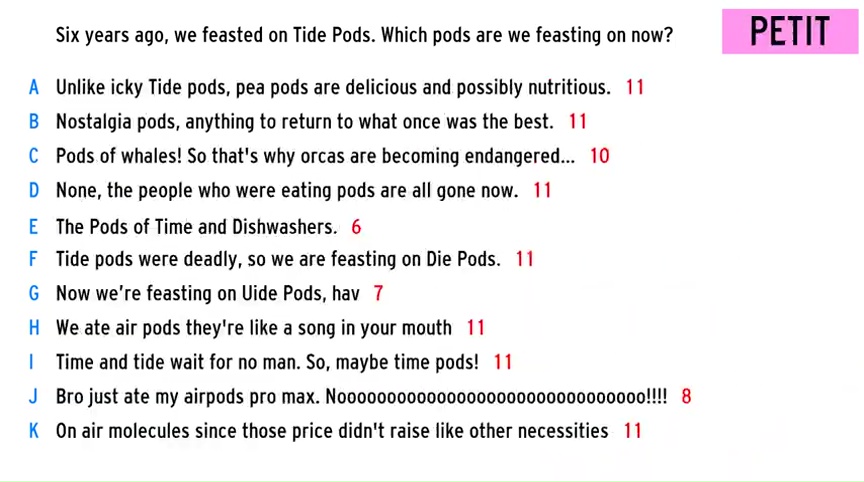 Six years ago, we feasted on Tide Pods. Which pods are we feasting on now?
PETIT
A Unlike icky Tide pods, pea pods are delicious and possibly nutritious. 11
B Nostalgia pods, anything to return to what once was the best. 11
C Pods of whales! So that's why orcas are becoming endangered... 10
D None, the people who were eating pods are all gone now. 11
E The Pods of Time and Dishwashers. 6
F Tide pods were deadly, so we are feasting on Die Pods. 11
G Now we're feasting on Uide Pods, hav 7
H We ate air pods they're like a song in your mouth 11
I Time and tide wait for no man. So, maybe time pods! 11
J Bro just ate my airpods pro max. Nooooooooooooooooooooooooooooooo!!!! 8
K On air molecules since those price didn't raise like other necessities 11